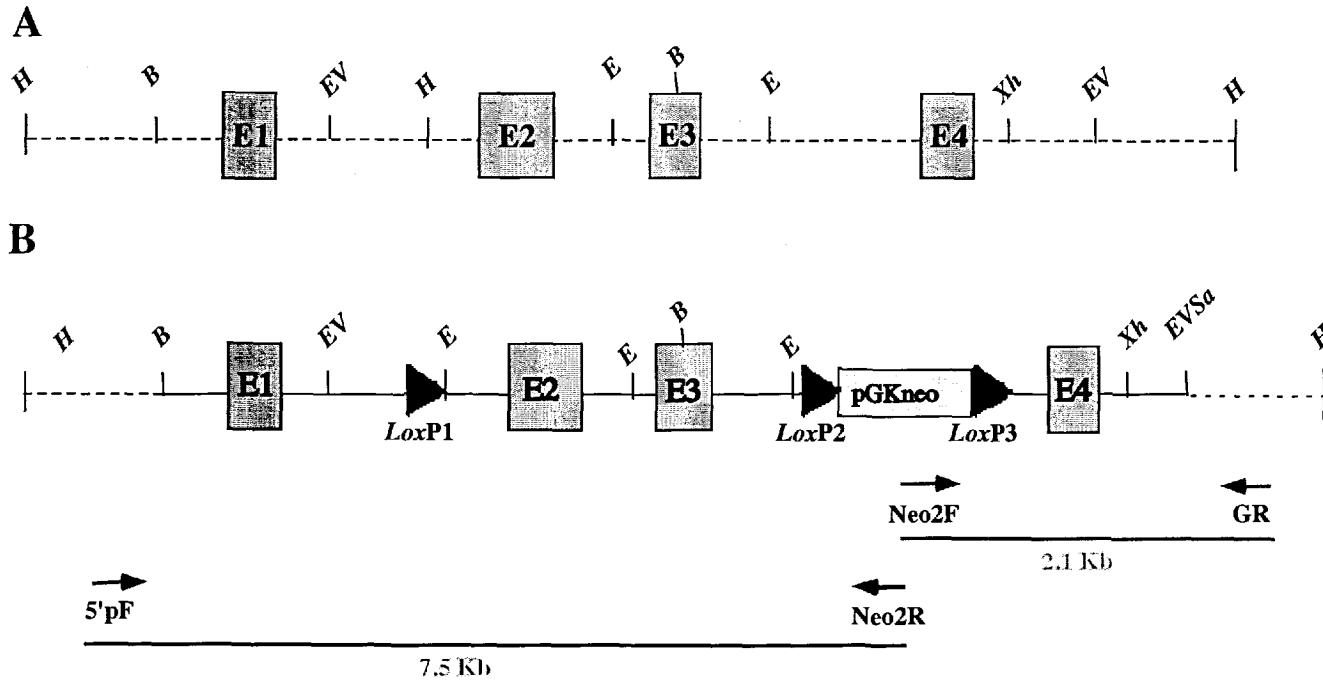 A
H B EV H E B E Xh EV H
E1 E2 E3 E4
B
H B EV E E B E Xh EVSa H
E1 E2 E3 pGKneo E4
LoxP1 LoxP2 LoxP3
Neo2F GR
2.1 Kb
5'pF Neo2R
7.5 Kb